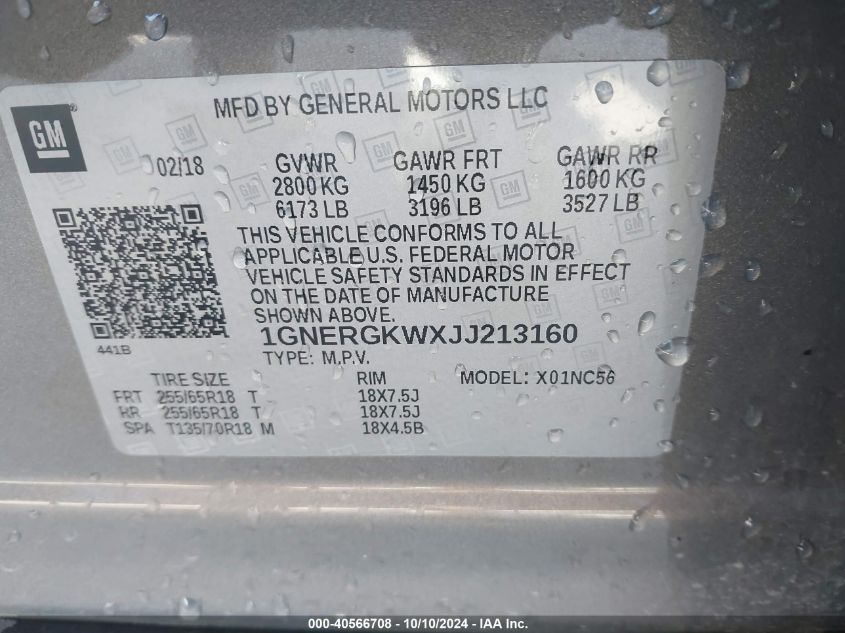 MFD BY GENERAL MOTORS LLC
GM
02/18 GVWR GAWR FRT GAWR RR
2800 KG 1450 KG 1600 KG
6173 LB 3196 LB 3527 LB
THIS VEHICLE CONFORMS TO ALL
APPLICABLE U.S. FEDERAL MOTOR
VEHICLE SAFETY STANDARDS IN EFFECT
ON THE DATE OF MANUFACTURE
SHOWN ABOVE.
1GNERGKWXJJ213160
441B
TYPE: M.P.V.
TIRE SIZE RIM MODEL: X01NC56
FRT 255/65R18 T 18X7.5J
RR 255/65R18 T 18X7.5J
SPA T135/70R18 M 18X4.5B
000-40566708 - 10/10/2024 - IAA Inc.